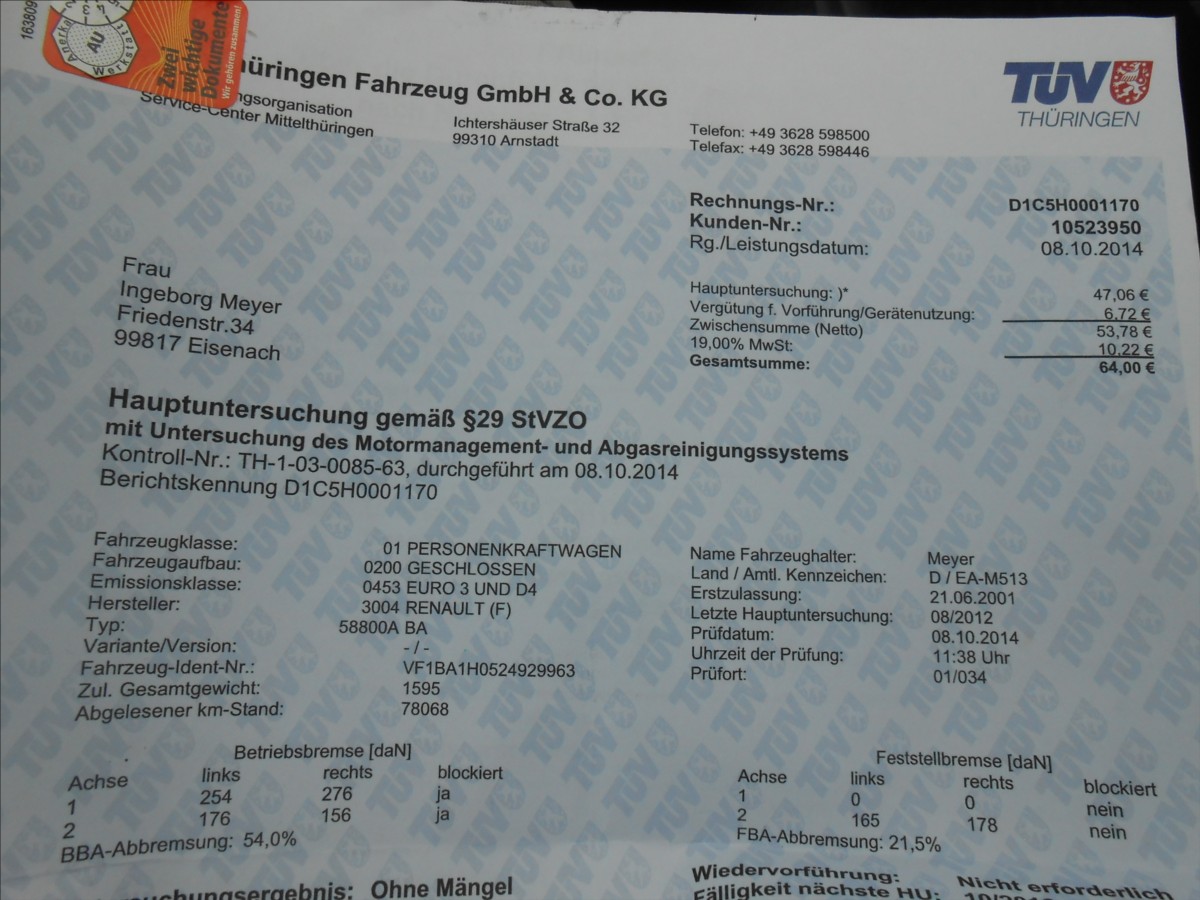 163809
AU
Werkstatt
Zwei
wichtige
Dokumente
Wir gehören zusammen!
Fahrzeug GmbH & Co. KG
Service-Center Mittelthüringen
Ichtershäuser Straße 32
99310 Arnstadt
Telefon: +49 3628 598500
Telefax: +49 3628 598446
TÜV
THÜRINGEN
Rechnungs-Nr.: D1C5H0001170
Kunden-Nr.: 10523950
Rg./Leistungsdatum: 08.10.2014
Frau
Ingeborg Meyer
Friedenstr.34
99817 Eisenach
Hauptuntersuchung: )* 47,06 €
Vergütung f. Vorführung/Gerätenutzung: 6,72 €
Zwischensumme (Netto) 53,78 €
19,00% MwSt: 10,22 €
Gesamtsumme: 64,00 €
Hauptuntersuchung gemäß §29 StVZO
mit Untersuchung des Motormanagement- und Abgasreinigungssystems
Kontroll-Nr.: TH-1-03-0085-63, durchgeführt am 08.10.2014
Berichtskennung D1C5H0001170
Fahrzeugklasse: 01 PERSONENKRAFTWAGEN
Fahrzeugaufbau: 0200 GESCHLOSSEN
Emissionsklasse: 0453 EURO 3 UND D4
Hersteller: 3004 RENAULT (F)
Typ: 58800A BA
Variante/Version: - / -
Fahrzeug-Ident-Nr.: VF1BA1H0524929963
Zul. Gesamtgewicht: 1595
Abgelesener km-Stand: 78068
Name Fahrzeughalter: Meyer
Land / Amtl. Kennzeichen: D / EA-M513
Erstzulassung: 21.06.2001
Letzte Hauptuntersuchung: 08/2012
Prüfdatum: 08.10.2014
Uhrzeit der Prüfung: 11:38 Uhr
Prüfort: 01/034
Betriebsbremse [daN]
Achse links rechts blockiert
1 254 276 ja
2 176 156 ja
BBA-Abbremsung: 54,0%
Feststellbremse [daN]
Achse links rechts blockiert
1 0 0 nein
2 165 178 nein
FBA-Abbremsung: 21,5%
Ohne Mängel
Wiedervorführung: Nicht erforderlich
Fälligkeit nächste HU: